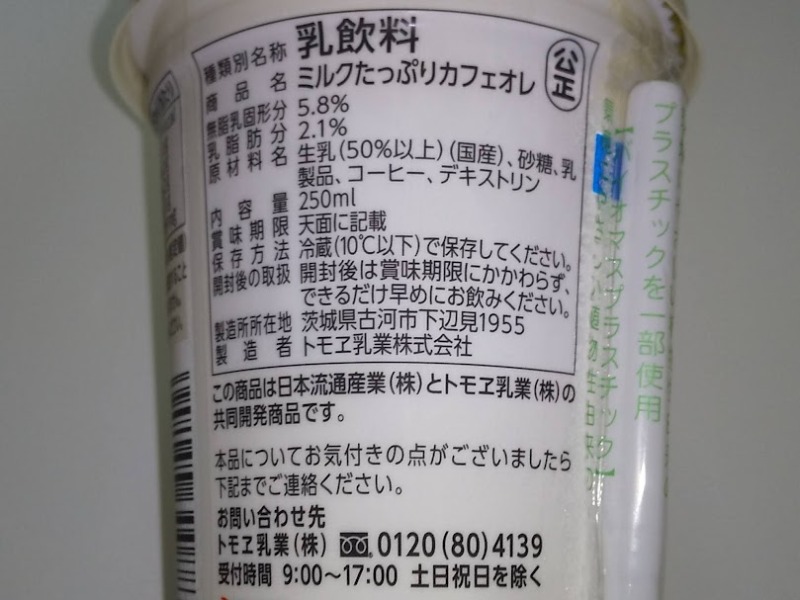 種類別名称 乳飲料
公正
商品名 ミルクたっぷりカフェオレ
無脂乳固形分 5.8%
乳脂肪分 2.1%
原材料名 生乳(50%以上)(国産)、砂糖、乳
製品、コーヒー、デキストリン
内容量 250ml
賞味期限 天面に記載
保存方法 冷蔵(10℃以下)で保存してください。
開封後の取扱 開封後は賞味期限にかかわらず、
できるだけ早めにお飲みください。
製造所所在地 茨城県古河市下辺見1955
製造者 トモヱ乳業株式会社
この商品は日本流通産業(株)とトモヱ乳業(株)の
共同開発商品です。
本品についてお気付きの点がございましたら
下記までご連絡ください。
お問い合わせ先
トモヱ乳業(株) 0120(80)4139
受付時間 9:00~17:00 土日祝日を除く
プラスチックを一部使用